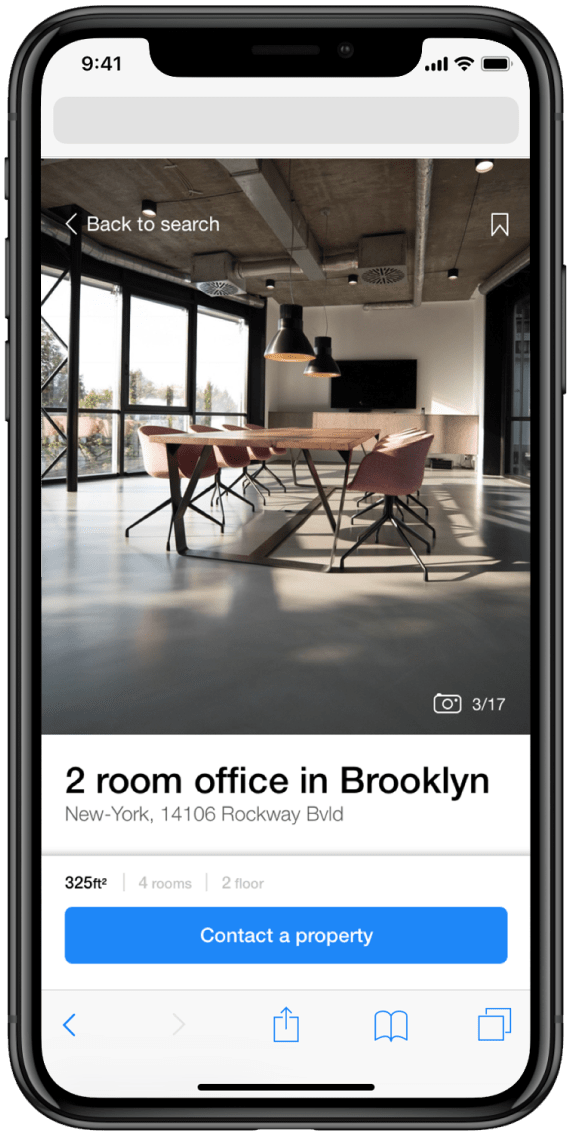 9:41
Back to search
3/17
2 room office in Brooklyn
New-York, 14106 Rockway Bvld
325ft² 4 rooms 2 floor
Contact a property